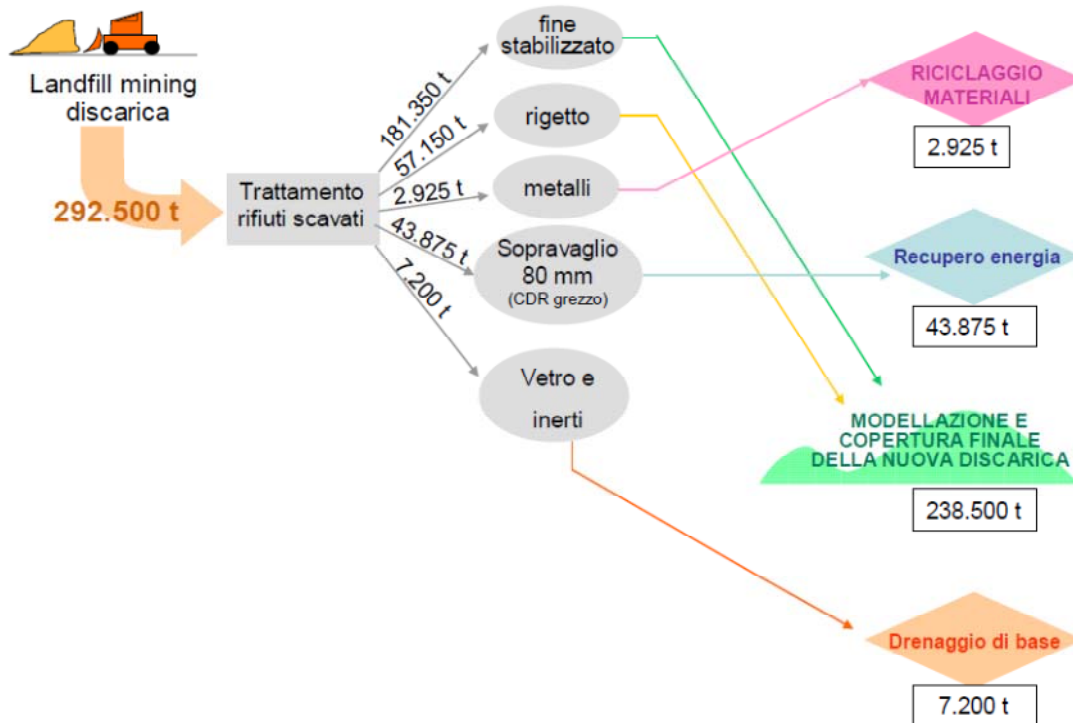 Landfill mining
discarica
292.500 t
Trattamento
rifiuti scavati
181.350 t
57.150 t
2.925 t
43.875 t
7.200 t
fine
stabilizzato
rigetto
metalli
Sopravaglio
80 mm
(CDR grezzo)
Vetro e
inerti
RICICLAGGIO
MATERIALI
2.925 t
Recupero energia
43.875 t
MODELLAZIONE E
COPERTURA FINALE
DELLA NUOVA DISCARICA
238.500 t
Drenaggio di base
7.200 t